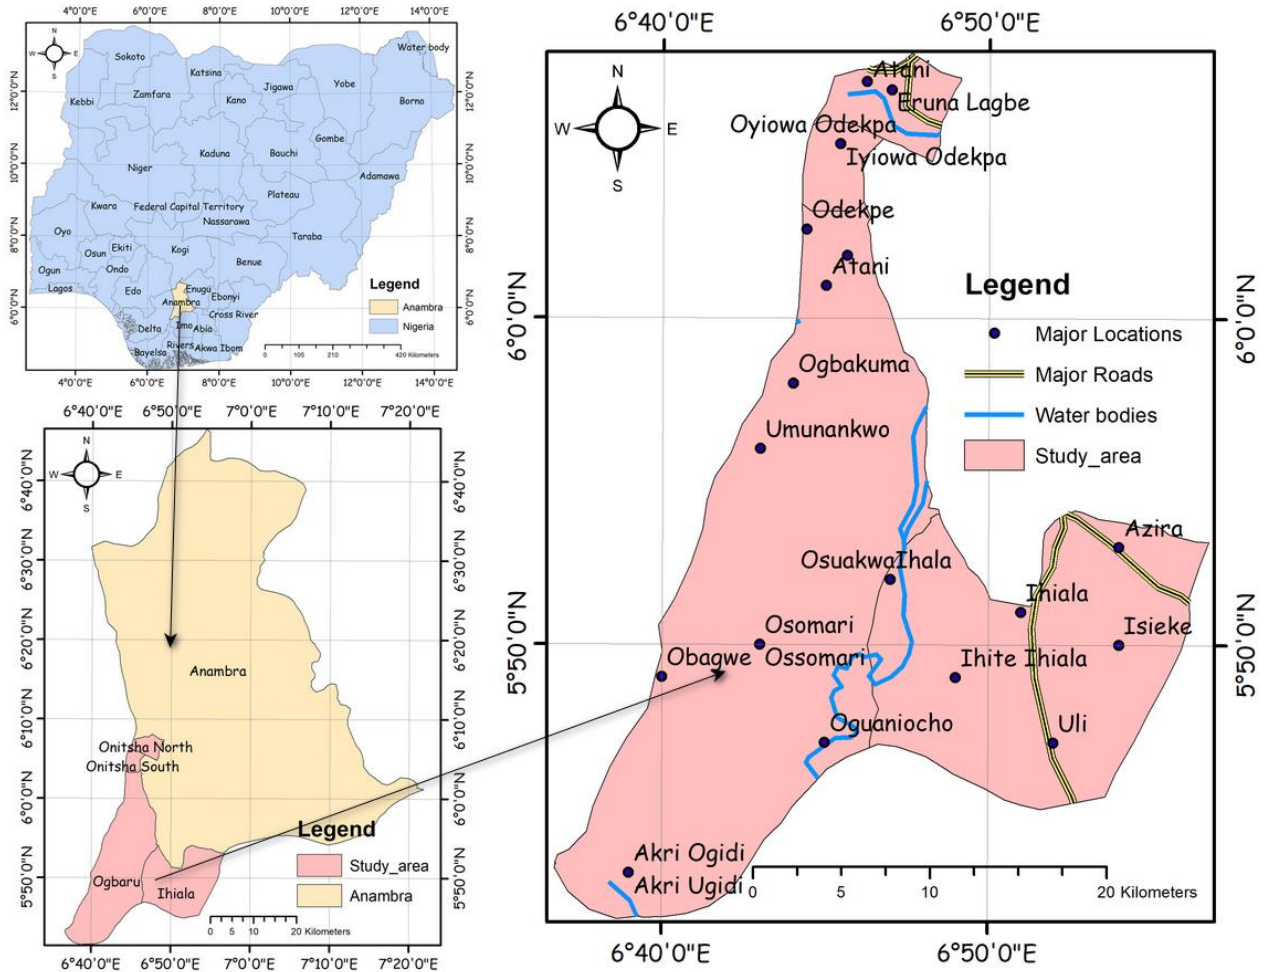 4°0'0"E 6°0'0"E 8°0'0"E 10°0'0"E 12°0'0"E 14°0'0"E
N
W E
S
12°0'0"N
10°0'0"N
8°0'0"N
6°0'0"N
12°0'0"N
10°0'0"N
8°0'0"N
6°0'0"N
Water body
Sokoto
Katsina
Jigawa
Yobe
Zamfara
Kebbi
Kano
Borno
Gombe
Kaduna
Bauchi
Niger
Adamawa
Plateau
Kwara
Federal Capital Territory
Nassarawa
Oyo
Taraba
Ekiti
Kogi
Osun
Benue
Ogun
Ondo
Lagos
Edo
Enugu
Anambra
Ebonyi
Cross River
Delta
Imo
Abia
Rivers
Akwa Ibom
Bayelsa
Legend
Anambra
Nigeria
0 105 210 420 Kilometers
4°0'0"E 6°0'0"E 8°0'0"E 10°0'0"E 12°0'0"E 14°0'0"E
6°40'0"E 6°50'0"E 7°0'0"E 7°10'0"E 7°20'0"E
N
W E
S
6°40'0"N
6°30'0"N
6°20'0"N
6°10'0"N
6°0'0"N
5°50'0"N
6°40'0"N
6°30'0"N
6°20'0"N
6°10'0"N
6°0'0"N
5°50'0"N
Anambra
Onitsha North
Onitsha South
Ogbaru
Ihiala
Legend
Study_area
Anambra
0 5 10 20 Kilometers
6°40'0"E 6°50'0"E 7°0'0"E 7°10'0"E 7°20'0"E
6°40'0"E 6°50'0"E
N
W E
S
6°0'0"N
5°50'0"N
6°0'0"N
5°50'0"N
Atani
Eruna Lagbe
Oyiowa Odekpa
Iyiowa Odekpa
Odekpe
Atani
Ogbakuma
Umunankwo
Azira
Osuakwa
Ihala
Ihiala
Osomari
Isieke
Obagwe
Ossomari
Ihite Ihiala
Oguaniocho
Uli
Akri Ogidi
Akri Ugidi
Legend
Major Locations
Major Roads
Water bodies
Study_area
0 5 10 20 Kilometers
6°40'0"E 6°50'0"E